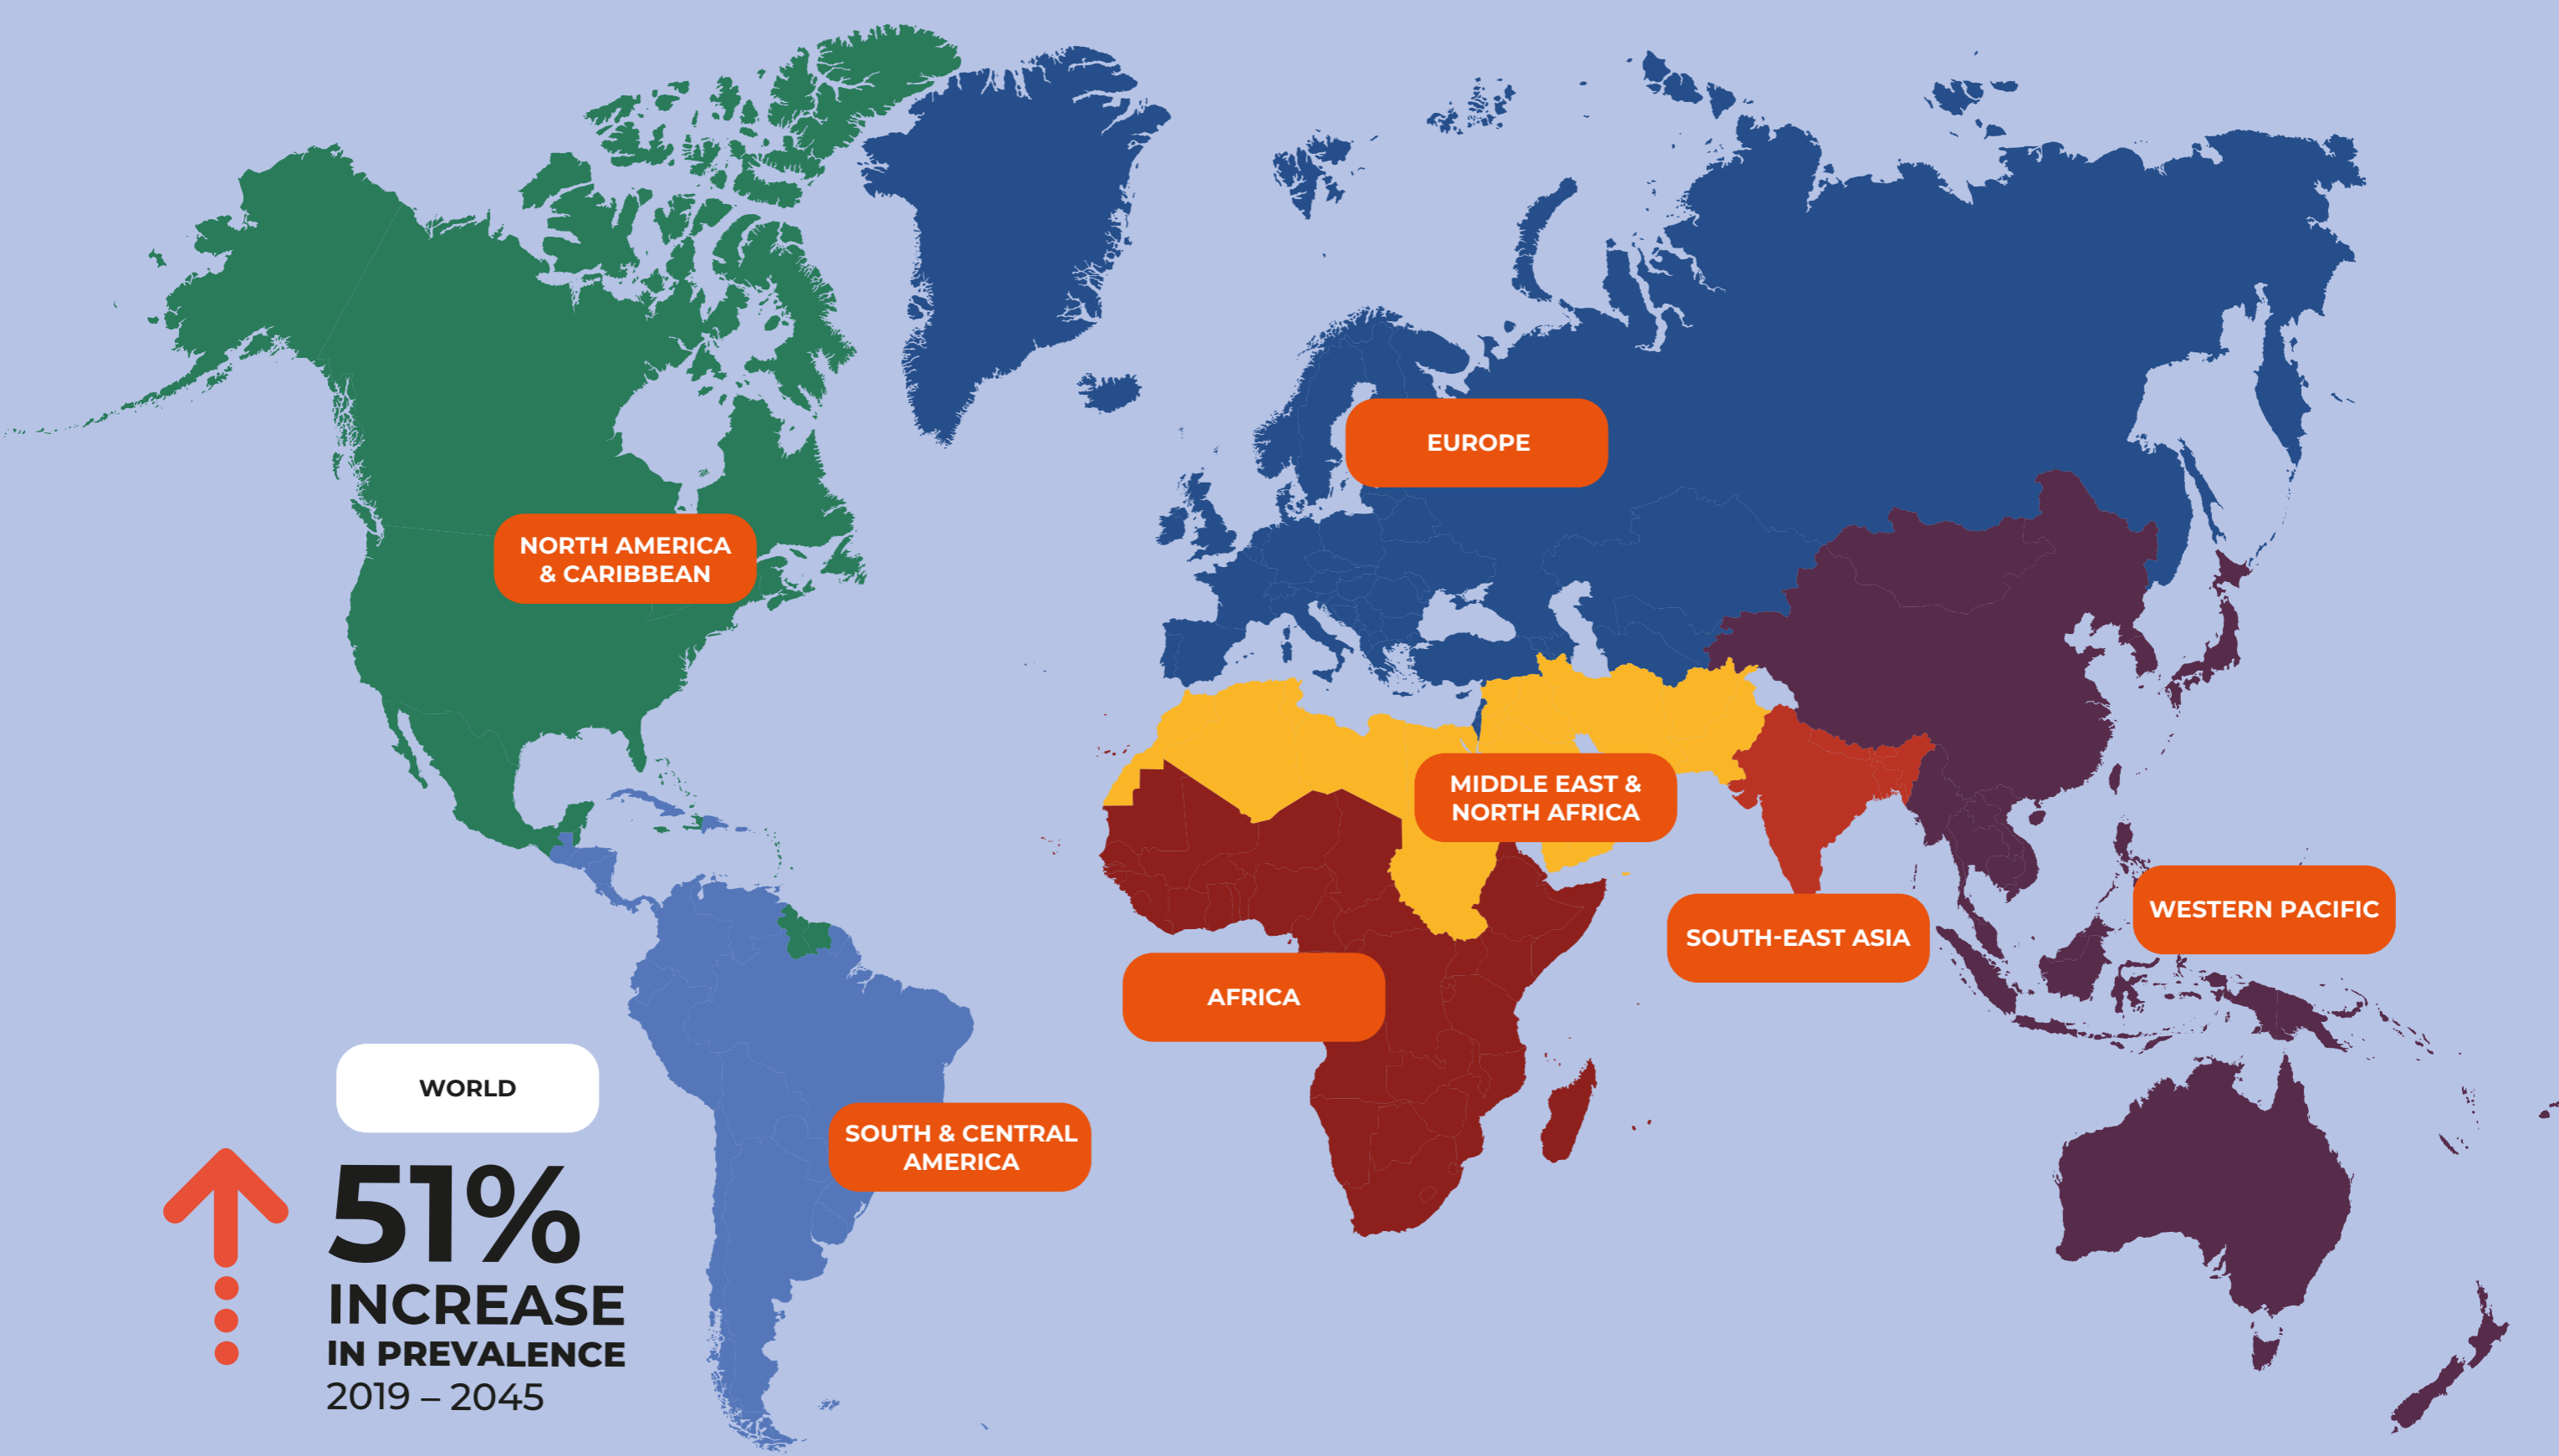 EUROPE
NORTH AMERICA
& CARIBBEAN
MIDDLE EAST &
NORTH AFRICA
WESTERN PACIFIC
SOUTH-EAST ASIA
AFRICA
WORLD
SOUTH & CENTRAL
AMERICA
51%
INCREASE
IN PREVALENCE
2019 – 2045